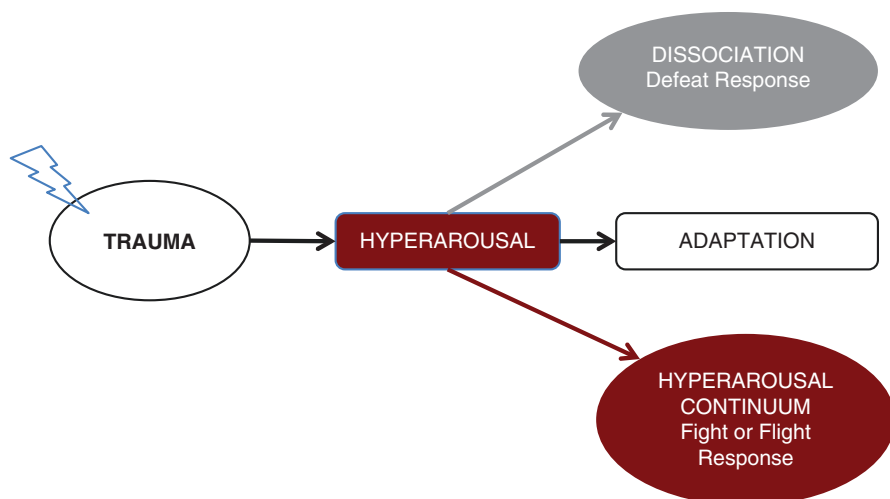 DISSOCIATION
Defeat Response
TRAUMA
HYPERAROUSAL
ADAPTATION
HYPERAROUSAL
CONTINUUM
Fight or Flight
Response